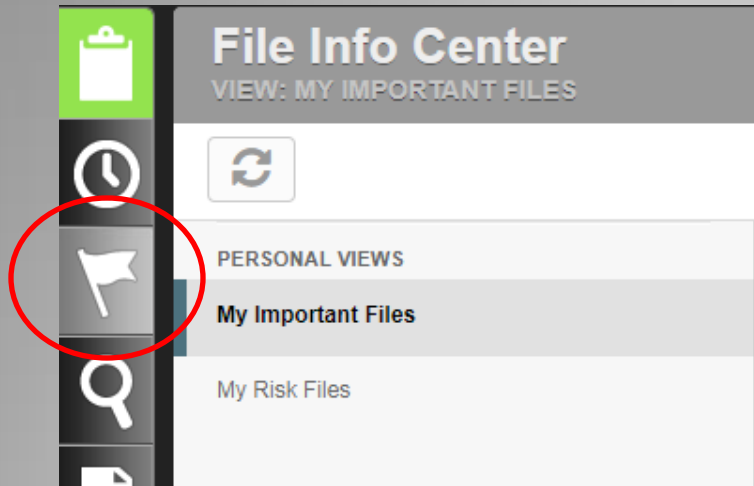 File Info Center
VIEW: MY IMPORTANT FILES
PERSONAL VIEWS
My Important Files
My Risk Files